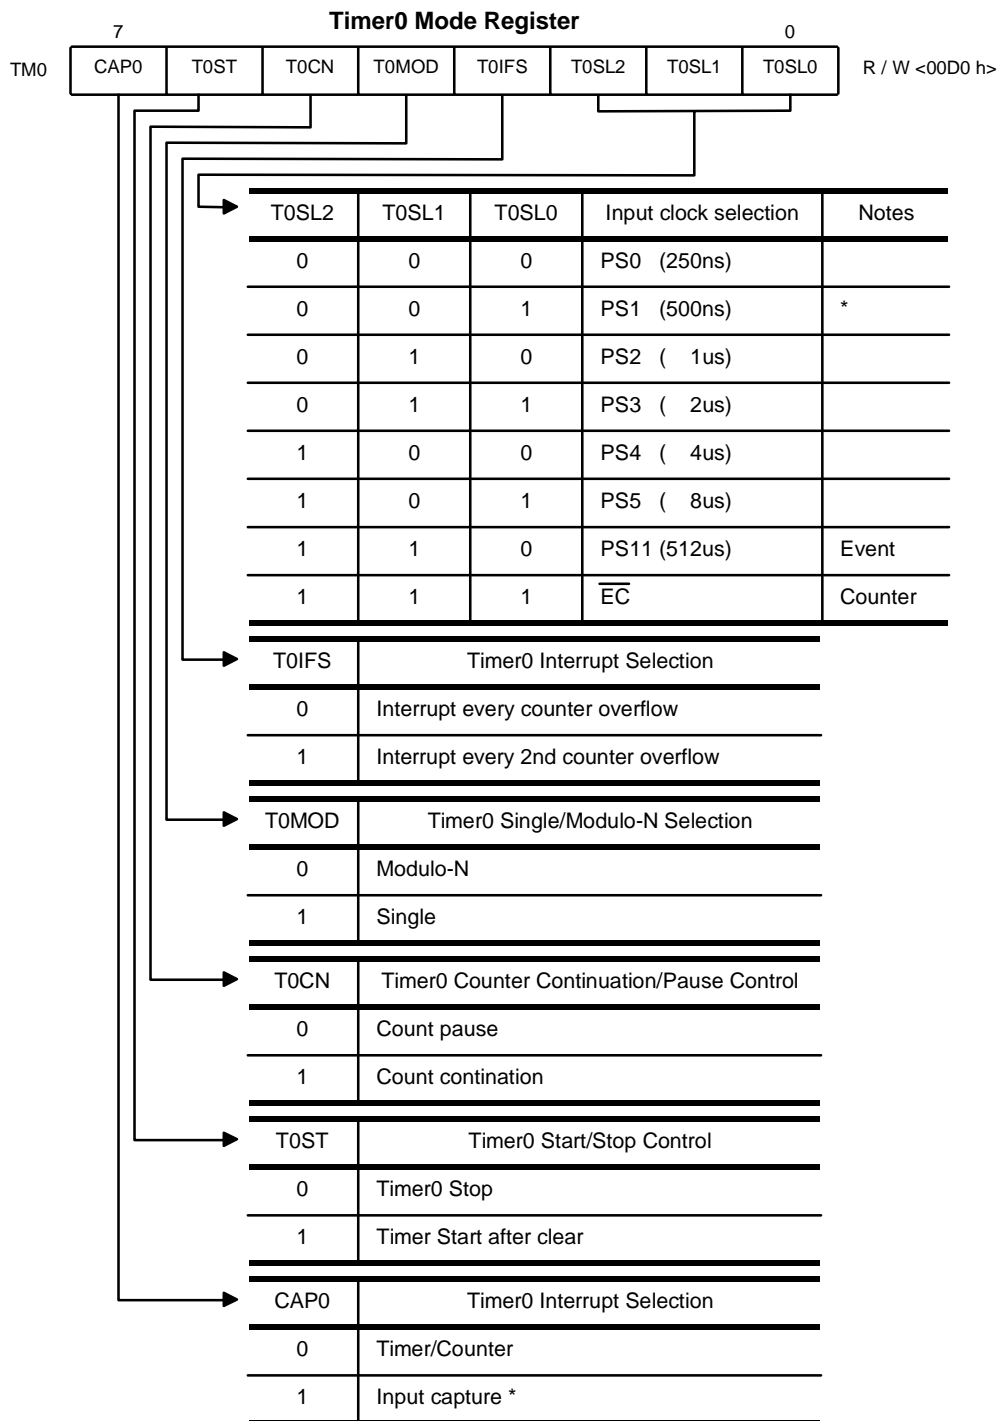 Timer0 Mode Register
7 0
TM0 CAP0 T0ST T0CN T0MOD T0IFS T0SL2 T0SL1 T0SL0 R / W <00D0 h>
T0SL2 T0SL1 T0SL0 Input clock selection Notes
0 0 0 PS0 (250ns)
0 0 1 PS1 (500ns) *
0 1 0 PS2 ( 1us)
0 1 1 PS3 ( 2us)
1 0 0 PS4 ( 4us)
1 0 1 PS5 ( 8us)
1 1 0 PS11 (512us) Event
1 1 1 E̅C̅ Counter
T0IFS Timer0 Interrupt Selection
0 Interrupt every counter overflow
1 Interrupt every 2nd counter overflow
T0MOD Timer0 Single/Modulo-N Selection
0 Modulo-N
1 Single
T0CN Timer0 Counter Continuation/Pause Control
0 Count pause
1 Count contination
T0ST Timer0 Start/Stop Control
0 Timer0 Stop
1 Timer Start after clear
CAP0 Timer0 Interrupt Selection
0 Timer/Counter
1 Input capture *